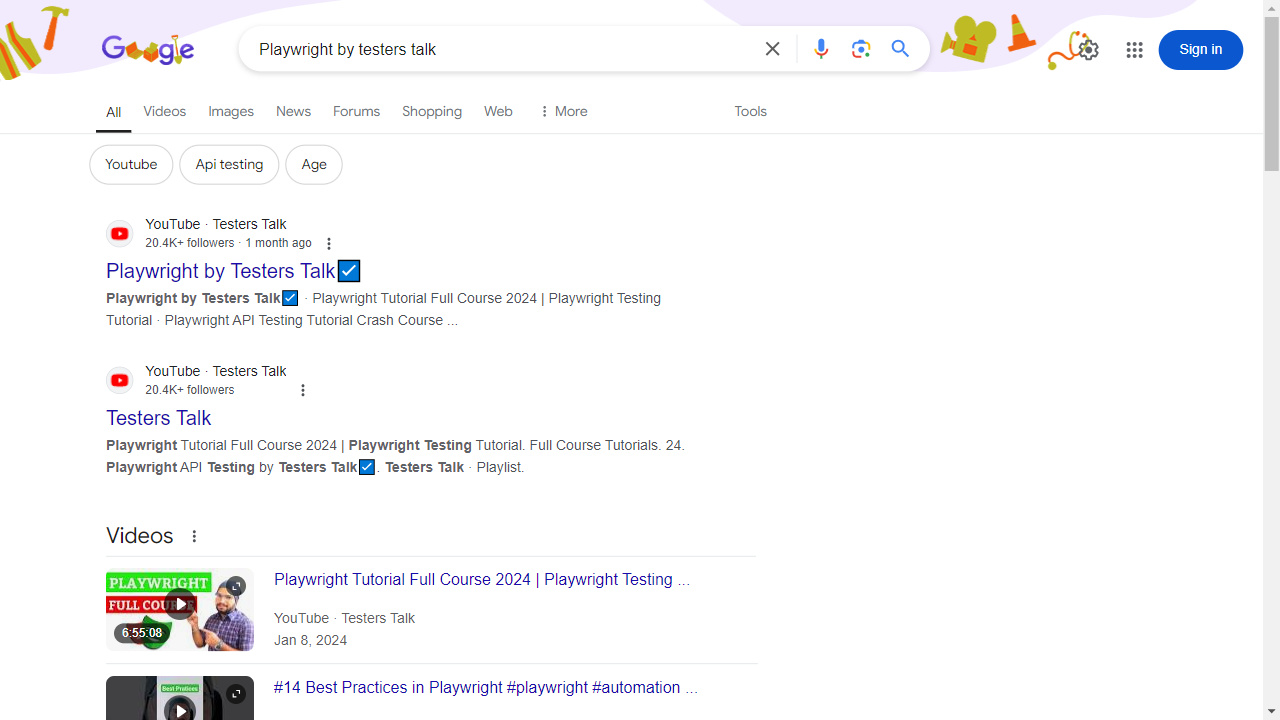 Google
Playwright by testers talk
Sign in
All Videos Images News Forums Shopping Web More Tools
Youtube Api testing Age
YouTube · Testers Talk
20.4K+ followers · 1 month ago
Playwright by Testers Talk☑️
Playwright by Testers Talk☑️ · Playwright Tutorial Full Course 2024 | Playwright Testing
Tutorial · Playwright API Testing Tutorial Crash Course ...
YouTube · Testers Talk
20.4K+ followers
Testers Talk
Playwright Tutorial Full Course 2024 | Playwright Testing Tutorial. Full Course Tutorials. 24.
Playwright API Testing by Testers Talk☑️. Testers Talk · Playlist.
Videos
PLAYWRIGHT
FULL COURSE
6:55:08
Playwright Tutorial Full Course 2024 | Playwright Testing ...
YouTube · Testers Talk
Jan 8, 2024
Best Pratices
#14 Best Practices in Playwright #playwright #automation ...